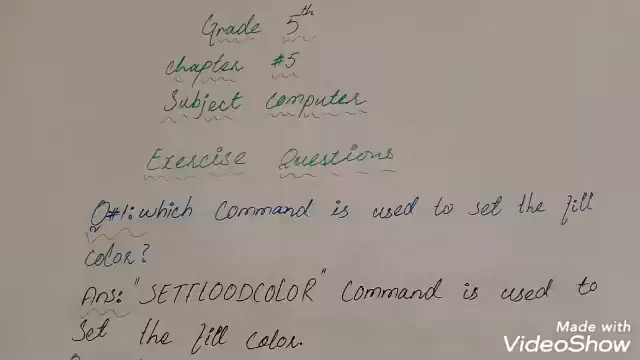 Grade 5th
Chapter #5
Subject Computer
Exercise Questions
Q#1: which command is used to set the fill
color?
Ans: "SETFLOODCOLOR" Command is used to
set the fill color.
Made with
VideoShow